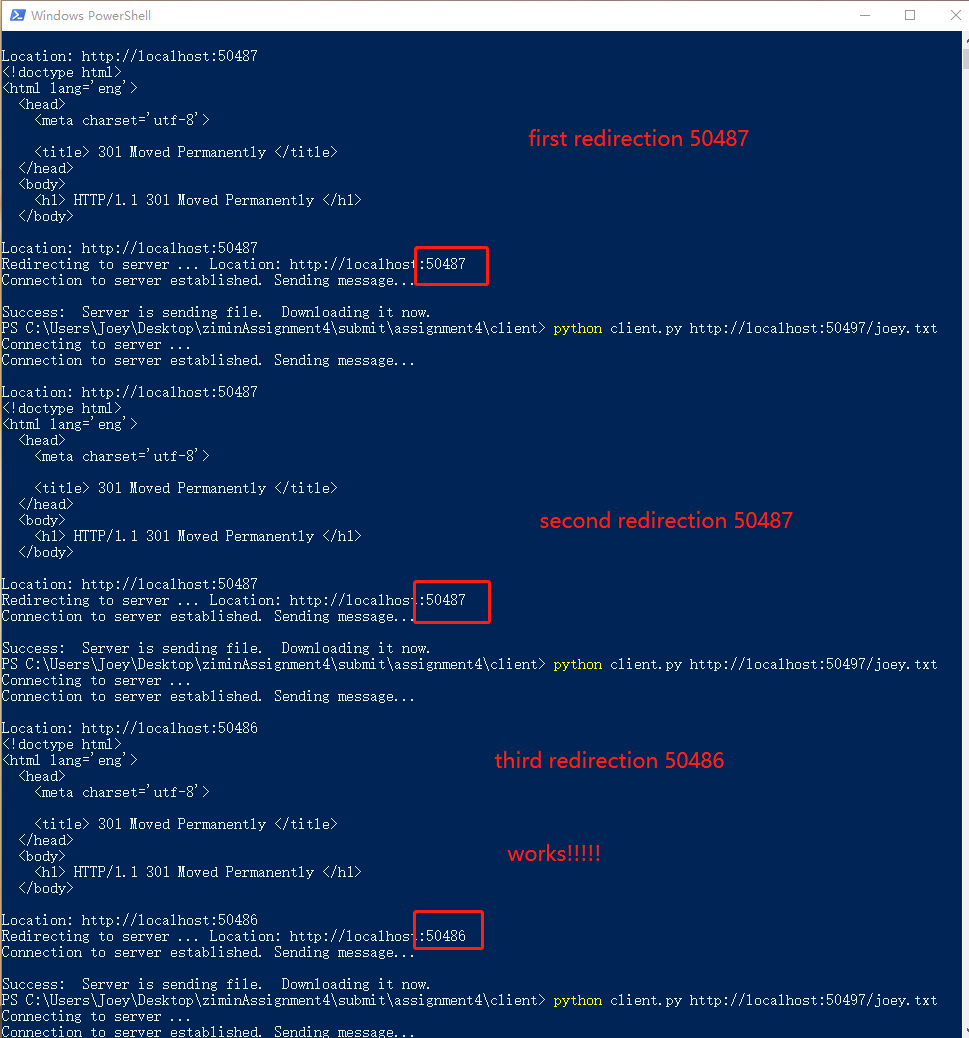 Windows PowerShell
Location: http://localhost:50487
<!doctype html>
<html lang='eng'>
<head>
<meta charset='utf-8'>
<title> 301 Moved Permanently </title>
first redirection 50487
</head>
<body>
<h1> HTTP/1.1 301 Moved Permanently </h1>
</body>
Location: http://localhost:50487
Redirecting to server ... Location: http://localhost:50487
Connection to server established. Sending message...
Success:  Server is sending file.  Downloading it now.
PS C:\Users\Joey\Desktop\ziminAssignment4\submit\assignment4\client> python client.py http://localhost:50497/joey.txt
Connecting to server ...
Connection to server established. Sending message...
Location: http://localhost:50487
<!doctype html>
<html lang='eng'>
<head>
<meta charset='utf-8'>
<title> 301 Moved Permanently </title>
</head>
<body>
second redirection 50487
<h1> HTTP/1.1 301 Moved Permanently </h1>
</body>
Location: http://localhost:50487
Redirecting to server ... Location: http://localhost:50487
Connection to server established. Sending message...
Success:  Server is sending file.  Downloading it now.
PS C:\Users\Joey\Desktop\ziminAssignment4\submit\assignment4\client> python client.py http://localhost:50497/joey.txt
Connecting to server ...
Connection to server established. Sending message...
Location: http://localhost:50486
<!doctype html>
<html lang='eng'>
third redirection 50486
<head>
<meta charset='utf-8'>
<title> 301 Moved Permanently </title>
</head>
<body>
works!!!!!
<h1> HTTP/1.1 301 Moved Permanently </h1>
</body>
Location: http://localhost:50486
Redirecting to server ... Location: http://localhost:50486
Connection to server established. Sending message...
Success:  Server is sending file.  Downloading it now.
PS C:\Users\Joey\Desktop\ziminAssignment4\submit\assignment4\client> python client.py http://localhost:50497/joey.txt
Connecting to server ...
Connection to server established. Sending message...